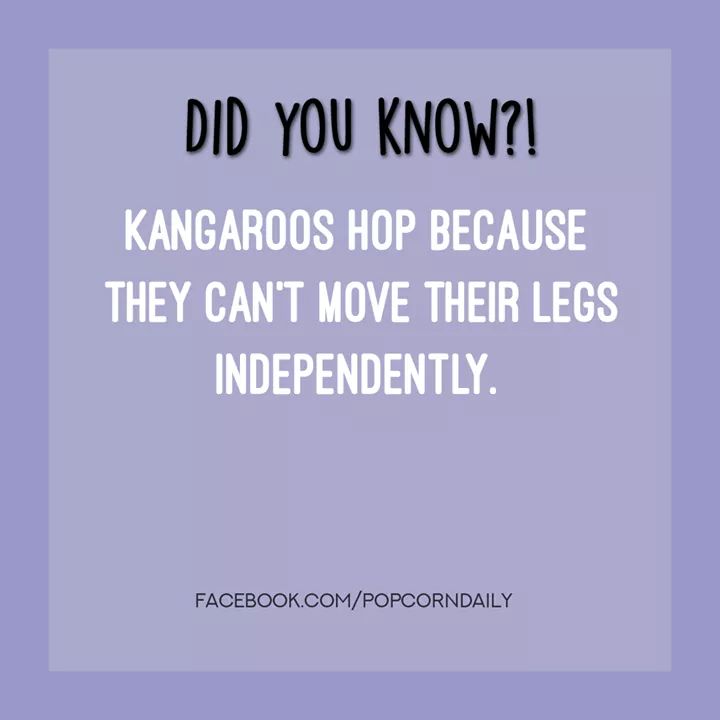 DID YOU KNOW?!
KANGAROOS HOP BECAUSE
THEY CAN'T MOVE THEIR LEGS
INDEPENDENTLY.
FACEBOOK.COM/POPCORNDAILY